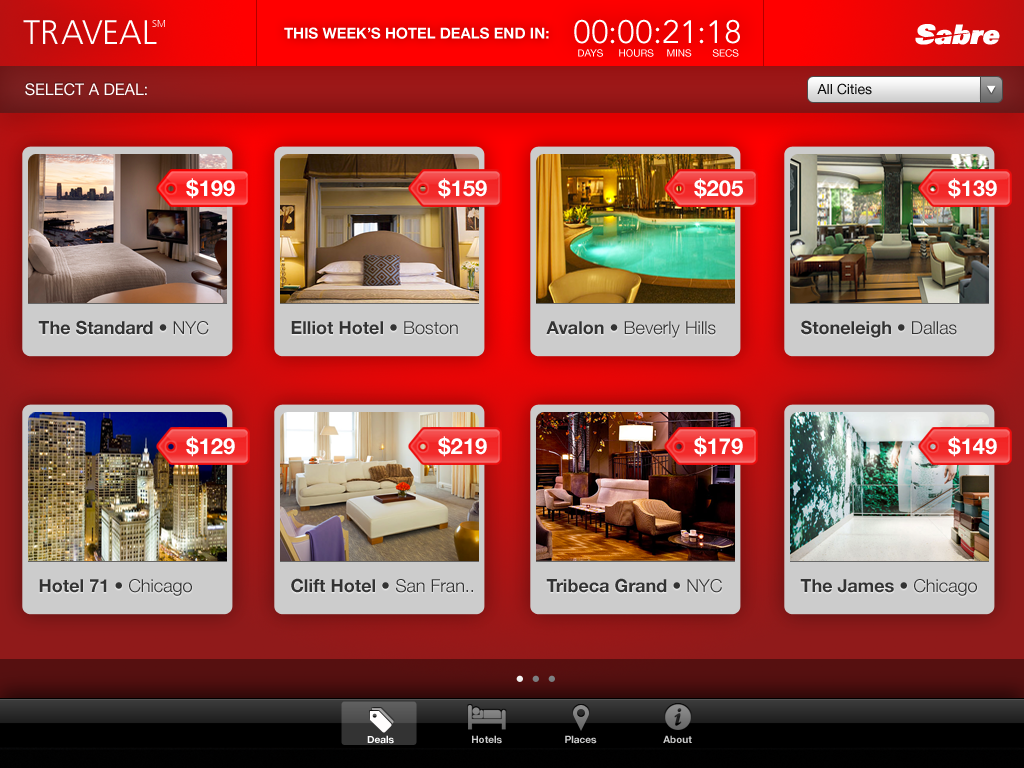 TRAVEAL SM
THIS WEEK'S HOTEL DEALS END IN:
00:00:21:18
DAYS HOURS MINS SECS
Sabre
SELECT A DEAL:
All Cities
$199
$159
$205
$139
The Standard • NYC
Elliot Hotel • Boston
Avalon • Beverly Hills
Stoneleigh • Dallas
$129
$219
$179
$149
Hotel 71 • Chicago
Clift Hotel • San Fran..
Tribeca Grand • NYC
The James • Chicago
Deals
Hotels
Places
About